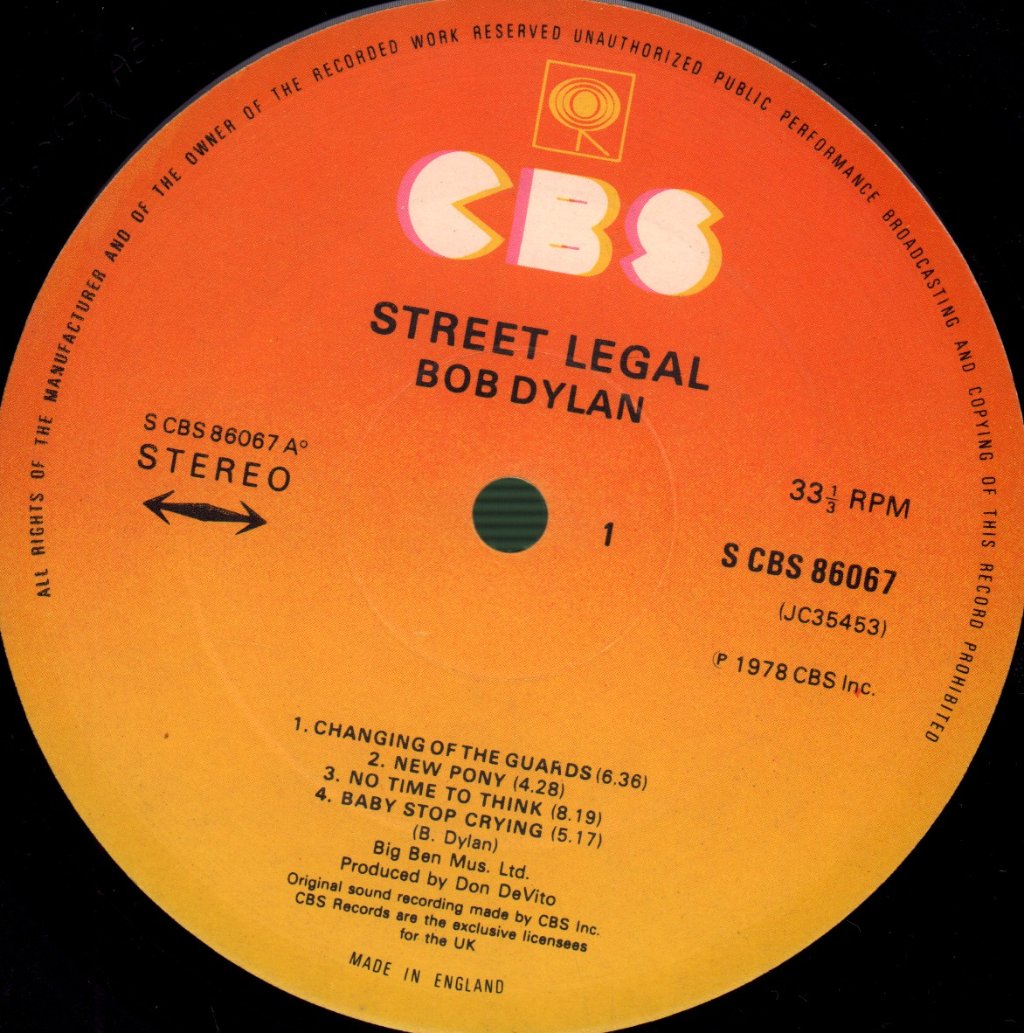 ALL RIGHTS OF THE MANUFACTURER AND OF THE OWNER OF THE RECORDED WORK RESERVED UNAUTHORIZED PUBLIC PERFORMANCE BROADCASTING AND COPYING OF THIS RECORD PROHIBITED
CBS
STREET LEGAL
BOB DYLAN
S CBS 86067 A°
STEREO
33⅓ RPM
1
S CBS 86067
(JC35453)
℗ 1978 CBS Inc.
1. CHANGING OF THE GUARDS (6.36)
2. NEW PONY (4.28)
3. NO TIME TO THINK (8.19)
4. BABY STOP CRYING (5.17)
(B. Dylan)
Big Ben Mus. Ltd.
Produced by Don DeVito
Original sound recording made by CBS Inc.
CBS Records are the exclusive licensees
for the UK
MADE IN ENGLAND